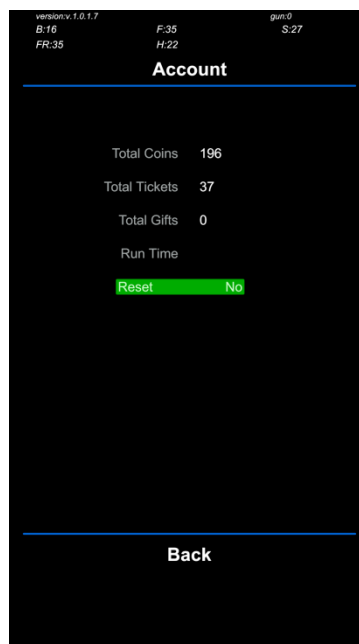 version:v.1.0.1.7 gun:0
B:16 F:35 S:27
FR:35 H:22
Account
Total Coins 196
Total Tickets 37
Total Gifts 0
Run Time
Reset No
Back